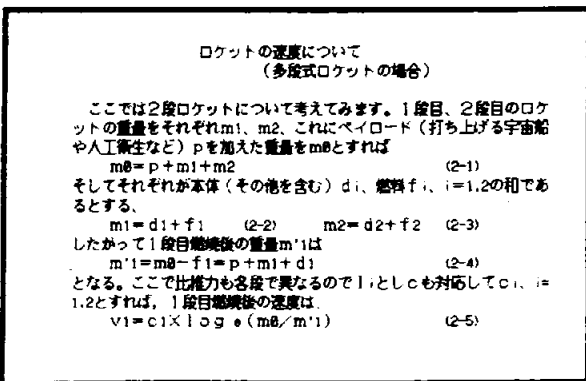 ロケットの速度について
(多段式ロケットの場合)
ここでは2段ロケットについて考えてみます。1段目、2段目のロケ
ットの重量をそれぞれm1、m2、これにペイロード(打ち上げる宇宙船
や人工衛生など)pを加えた重量をm0とすれば
m0=p+m1+m2 (2-1)
そしてそれぞれが本体(その他を含む)di、燃料fi、i=1.2の和であ
るとする、
m1=d1+f1 (2-2) m2=d2+f2 (2-3)
したがって1段目燃焼後の重量m'1は
m'1=m0-f1=p+m1+d1 (2-4)
となる。ここで比推力も各段で異なるのでIiとしcも対応してci、i=
1.2とすれば、1段目燃焼後の速度は
v1=c1×log e(m0/m'1) (2-5)